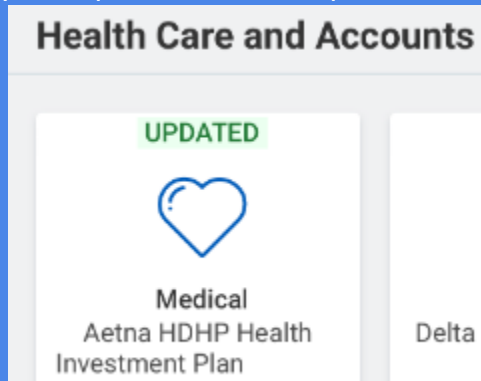 Health Care and Accounts
UPDATED
Medical
Aetna HDHP Health
Investment Plan
Delta